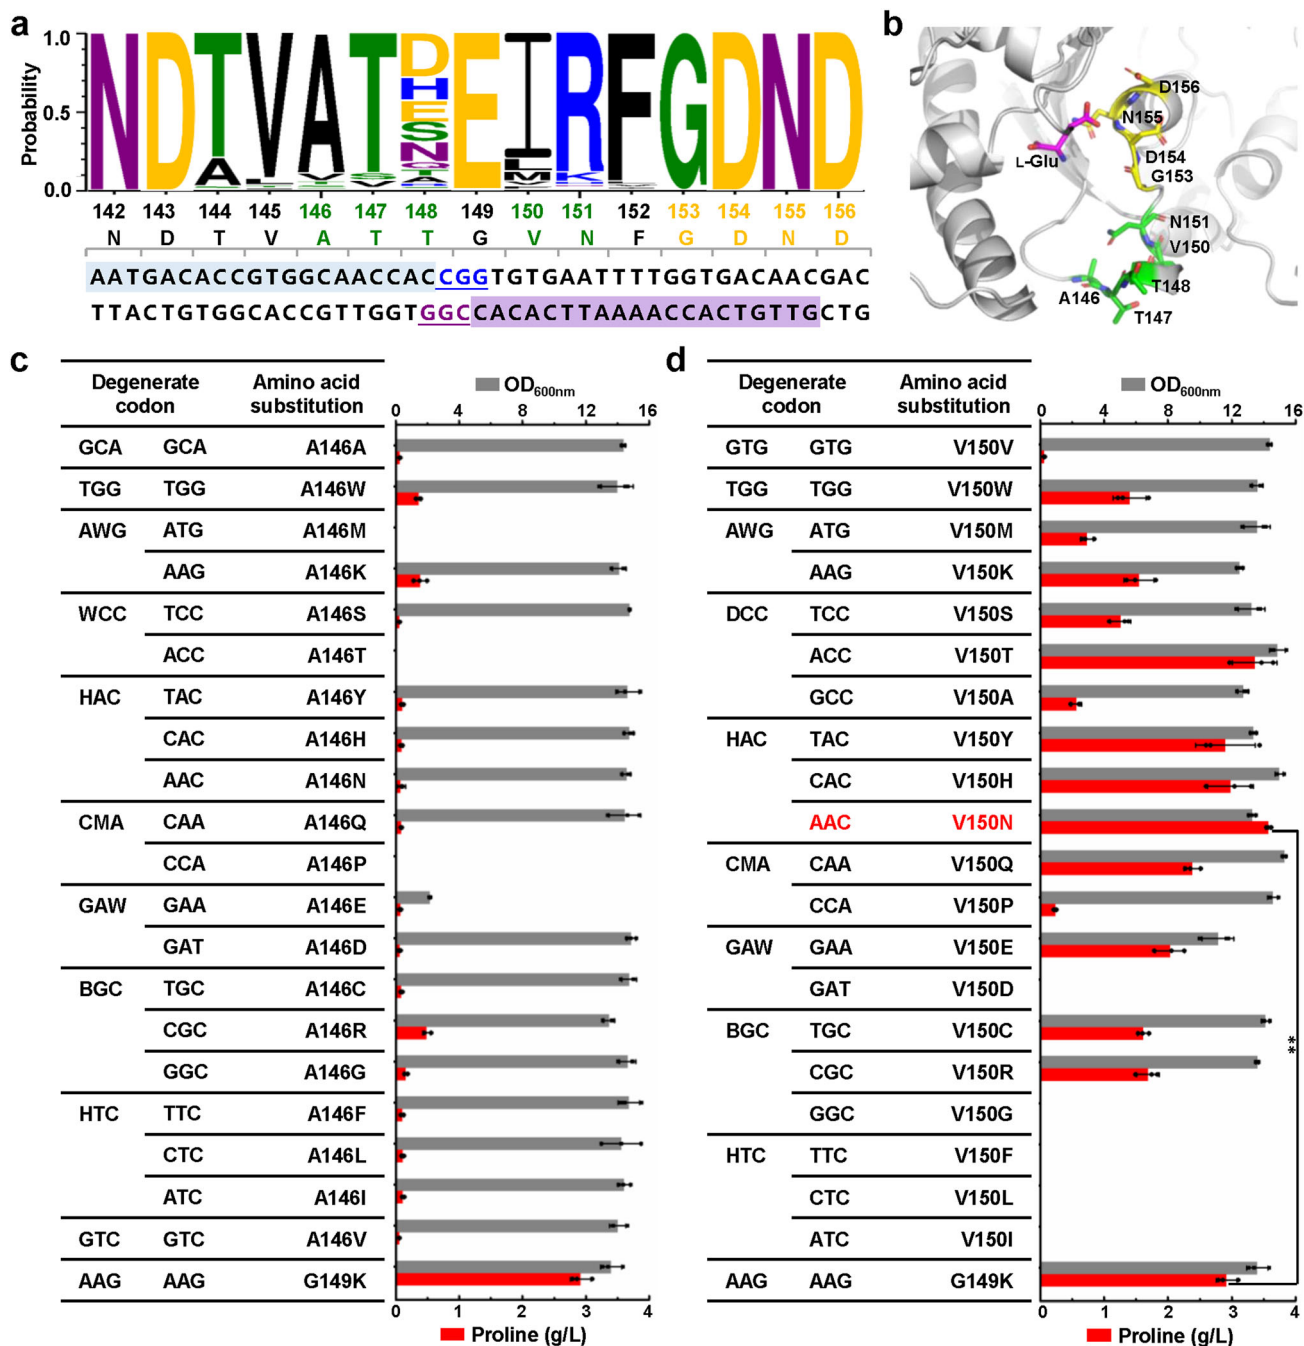 a
1.0
0.5
0.0
Probability
142 143 144 145 146 147 148 149 150 151 152 153 154 155 156
N D T V A T T G V N F G D N D
AATGACACCGTGGCAACCACCCGGTGTGAATTTTGGTGACAACGAC
TTACTGTGGCACCGTTGGTGGCCACACTTAAAACCACTGTTGCTG
b
D156
N155
L-Glu
D154
G153
N151
V150
T148
A146
T147
c
Degenerate codon
Amino acid substitution
OD600nm
0 4 8 12 16
GCA GCA A146A
TGG TGG A146W
AWG ATG A146M
AAG A146K
WCC TCC A146S
ACC A146T
HAC TAC A146Y
CAC A146H
AAC A146N
CMA CAA A146Q
CCA A146P
GAW GAA A146E
GAT A146D
BGC TGC A146C
CGC A146R
GGC A146G
HTC TTC A146F
CTC A146L
ATC A146I
GTC GTC A146V
AAG AAG G149K
0 1 2 3 4
Proline (g/L)
d
Degenerate codon
Amino acid substitution
OD600nm
0 4 8 12 16
GTG GTG V150V
TGG TGG V150W
AWG ATG V150M
AAG V150K
DCC TCC V150S
ACC V150T
GCC V150A
HAC TAC V150Y
CAC V150H
AAC V150N
CMA CAA V150Q
CCA V150P
GAW GAA V150E
GAT V150D
BGC TGC V150C
CGC V150R
GGC V150G
HTC TTC V150F
CTC V150L
ATC V150I
AAG AAG G149K
**
0 1 2 3 4
Proline (g/L)